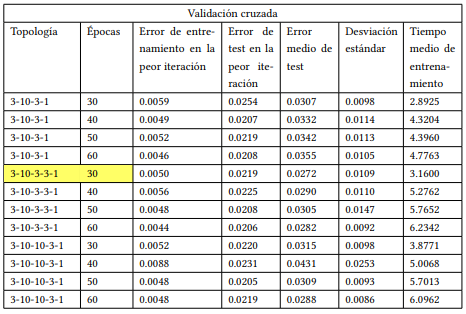 Validación cruzada
Topología Épocas Error de entre- Error de Error Desviación Tiempo
namiento en la test en la medio de estándar medio de
peor iteración peor ite- test entrena-
ración miento
3-10-3-1 30 0.0059 0.0254 0.0307 0.0098 2.8925
3-10-3-1 40 0.0049 0.0207 0.0332 0.0114 4.3204
3-10-3-1 50 0.0052 0.0219 0.0342 0.0113 4.3960
3-10-3-1 60 0.0046 0.0208 0.0355 0.0105 4.7763
3-10-3-3-1 30 0.0050 0.0219 0.0272 0.0109 3.1600
3-10-3-3-1 40 0.0056 0.0225 0.0290 0.0110 5.2762
3-10-3-3-1 50 0.0048 0.0208 0.0305 0.0147 5.7652
3-10-3-3-1 60 0.0044 0.0206 0.0282 0.0092 6.2342
3-10-10-3-1 30 0.0052 0.0220 0.0315 0.0098 3.8771
3-10-10-3-1 40 0.0088 0.0231 0.0431 0.0253 5.0068
3-10-10-3-1 50 0.0048 0.0205 0.0309 0.0093 5.7013
3-10-10-3-1 60 0.0048 0.0219 0.0288 0.0086 6.0962